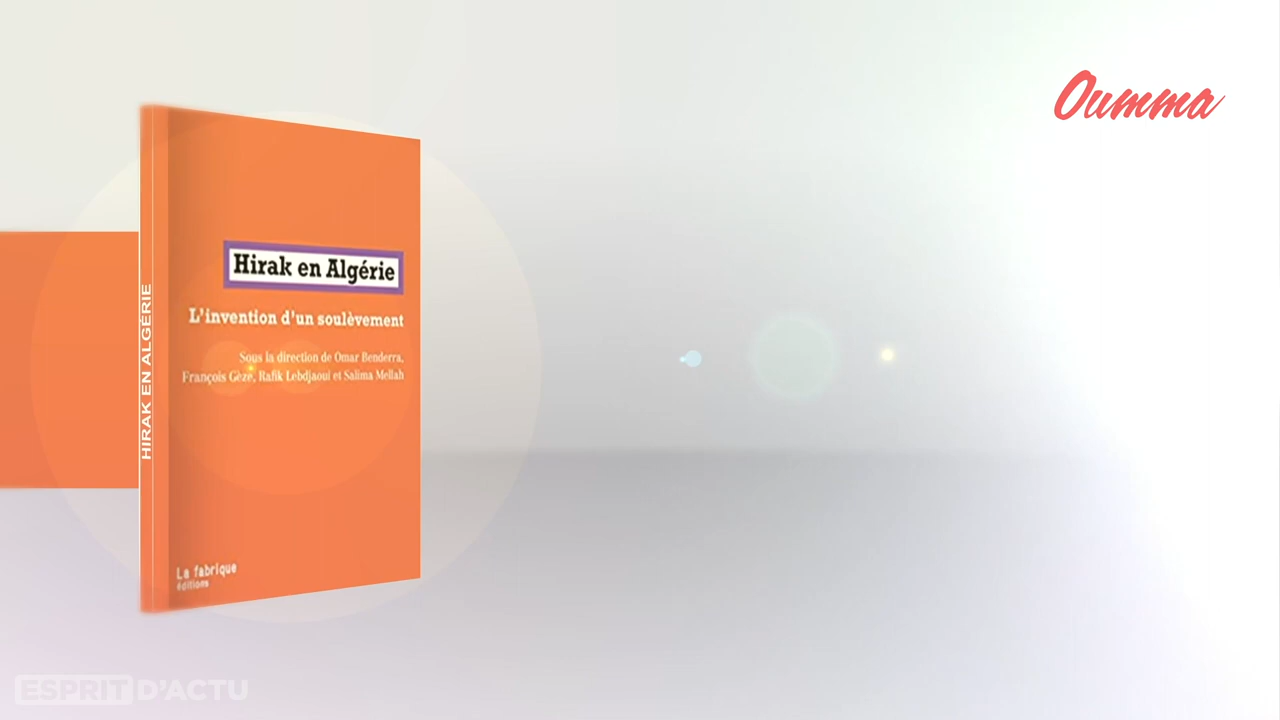 Oumma
HIRAK EN ALGÉRIE
Hirak en Algérie
L'invention d'un soulèvement
Sous la direction de Omar Benderra,
François Gèze, Rafik Lebdjaoui et Salima Mellah
La fabrique
éditions
ESPRIT D'ACTU